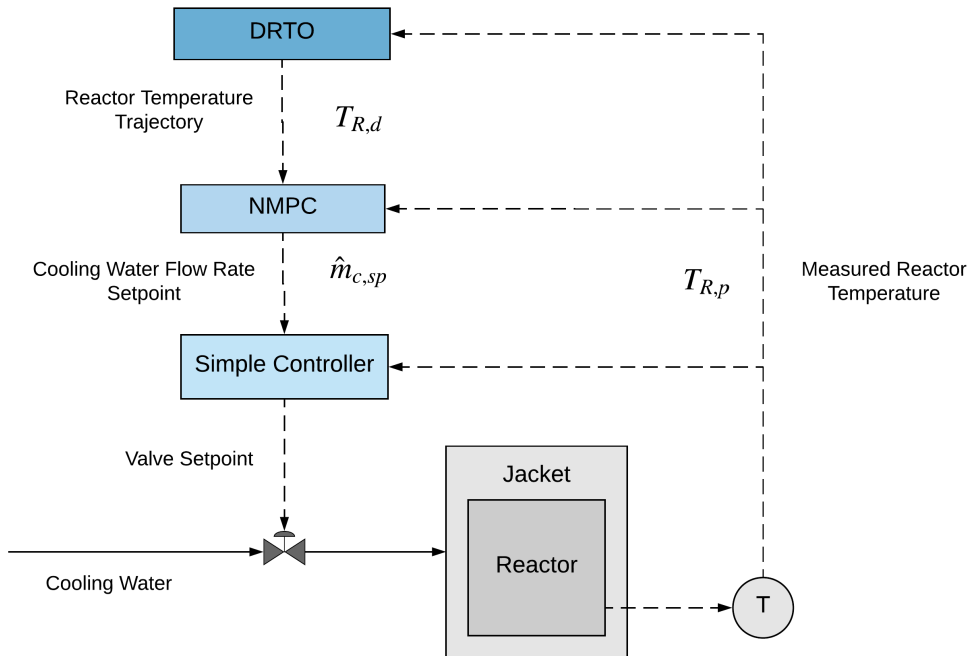 DRTO
Reactor Temperature
Trajectory
T_{R,d}
NMPC
Cooling Water Flow Rate
Setpoint
\hat{m}_{c,sp}
T_{R,p}
Measured Reactor
Temperature
Simple Controller
Valve Setpoint
Jacket
Reactor
Cooling Water
T